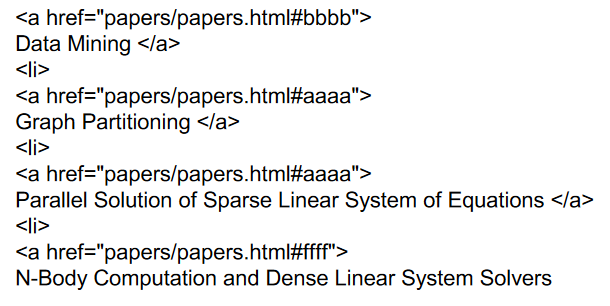 <a href="papers/papers.html#bbbb">
Data Mining </a>
<li>
<a href="papers/papers.html#aaaa">
Graph Partitioning </a>
<li>
<a href="papers/papers.html#aaaa">
Parallel Solution of Sparse Linear System of Equations </a>
<li>
<a href="papers/papers.html#ffff">
N-Body Computation and Dense Linear System Solvers